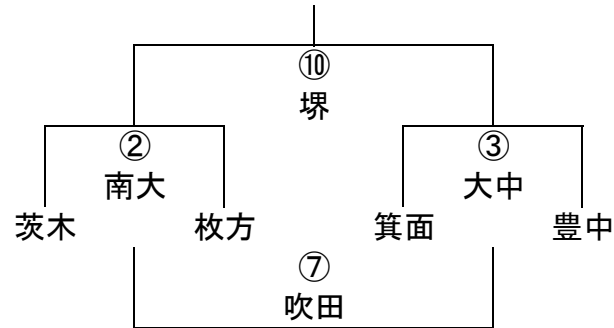 ⑩
堺
② ③
南大 大中
茨木 枚方 箕面 豊中
⑦
吹田